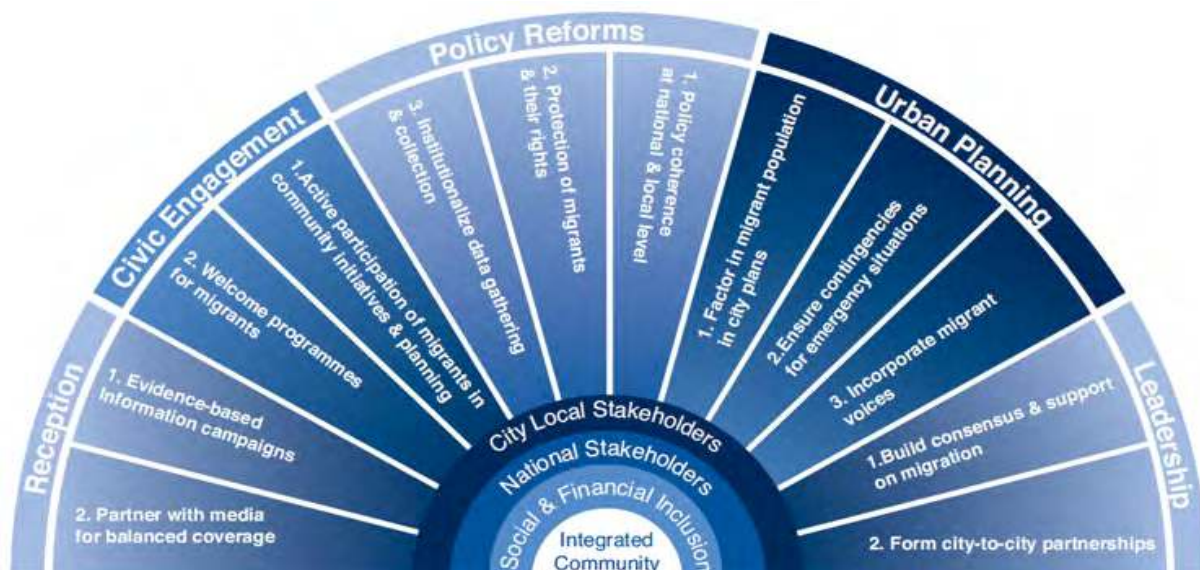 Reception
2. Partner with media
for balanced coverage
1. Evidence-based
Information campaigns
Civic Engagement
2. Welcome programmes
for migrants
1.Active participation of migrants in
community initiatives & planning
Policy Reforms
3. Institutionalize data gathering
& collection
2. Protection of migrants
& their rights
1. Policy coherence
at national & local level
Urban Planning
1. Factor in migrant population
in city plans
2.Ensure contingencies
for emergency situations
3. Incorporate migrant
voices
Leadership
1.Build consensus & support
on migration
2. Form city-to-city partnerships
City Local Stakeholders
National Stakeholders
Social & Financial Inclusion
Integrated
Community